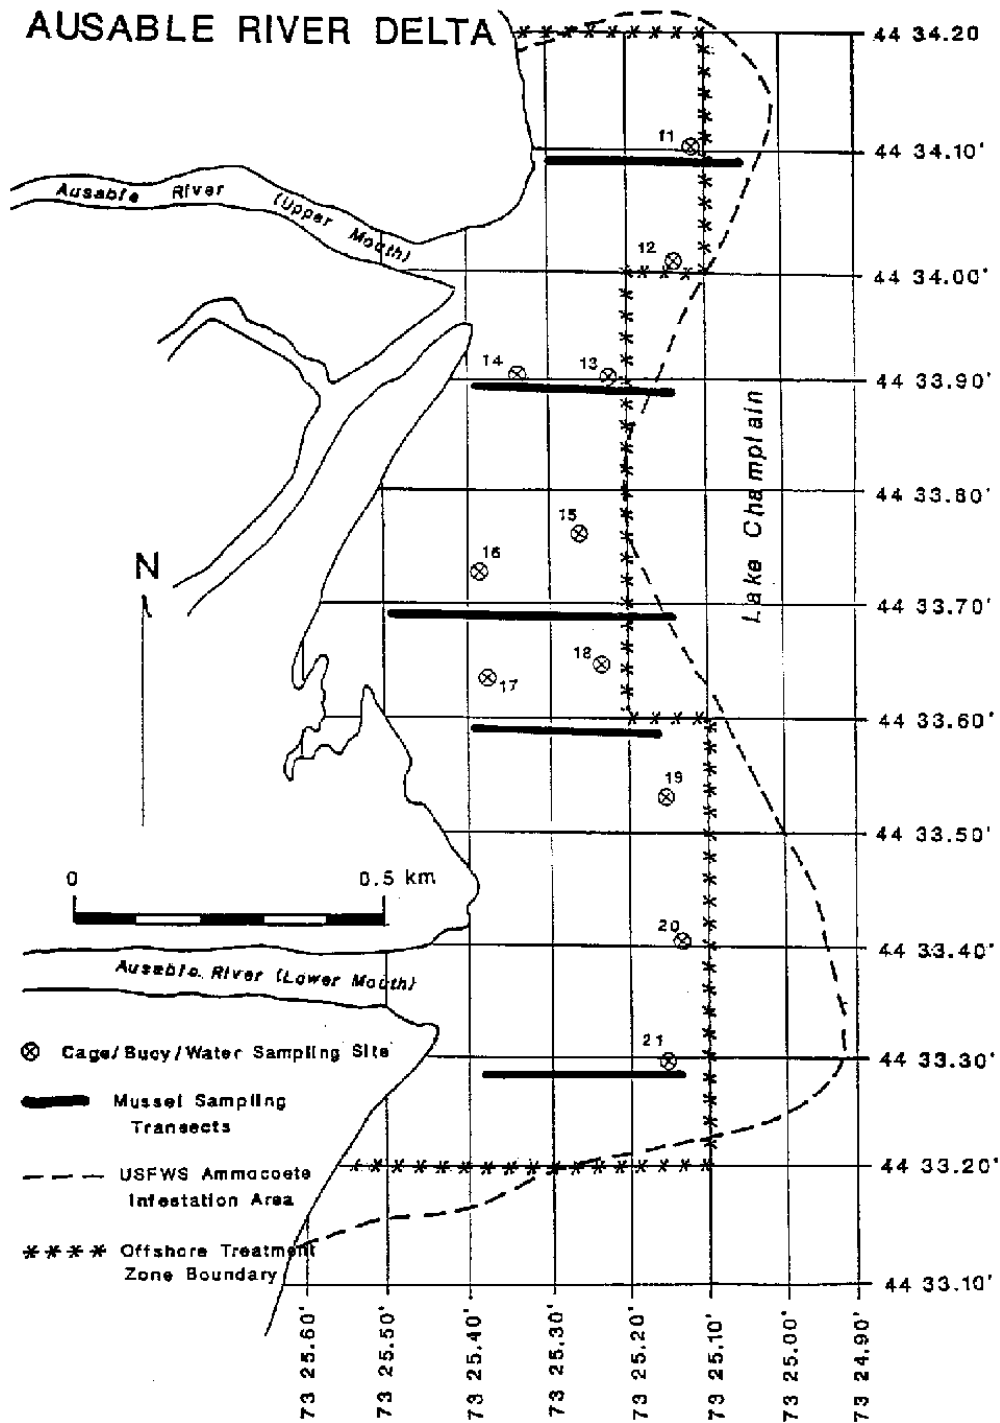 AUSABLE RIVER DELTA
44 34.20
11
44 34.10'
Ausable River (Upper Mouth)
12
44 34.00'
14
13
44 33.90'
Lake Champlain
44 33.80'
15
16
N
44 33.70'
18
17
44 33.60'
19
44 33.50'
0 0.5 km
20
44 33.40'
Ausable River (Lower Mouth)
21
Cage/Buoy/Water Sampling Site
44 33.30'
Mussel Sampling
Transects
44 33.20'
USFWS Ammocoete
Infestation Area
Offshore Treatment
Zone Boundary
44 33.10'
73 25.60'
73 25.50'
73 25.40'
73 25.30'
73 25.20'
73 25.10'
73 25.00'
73 24.90'